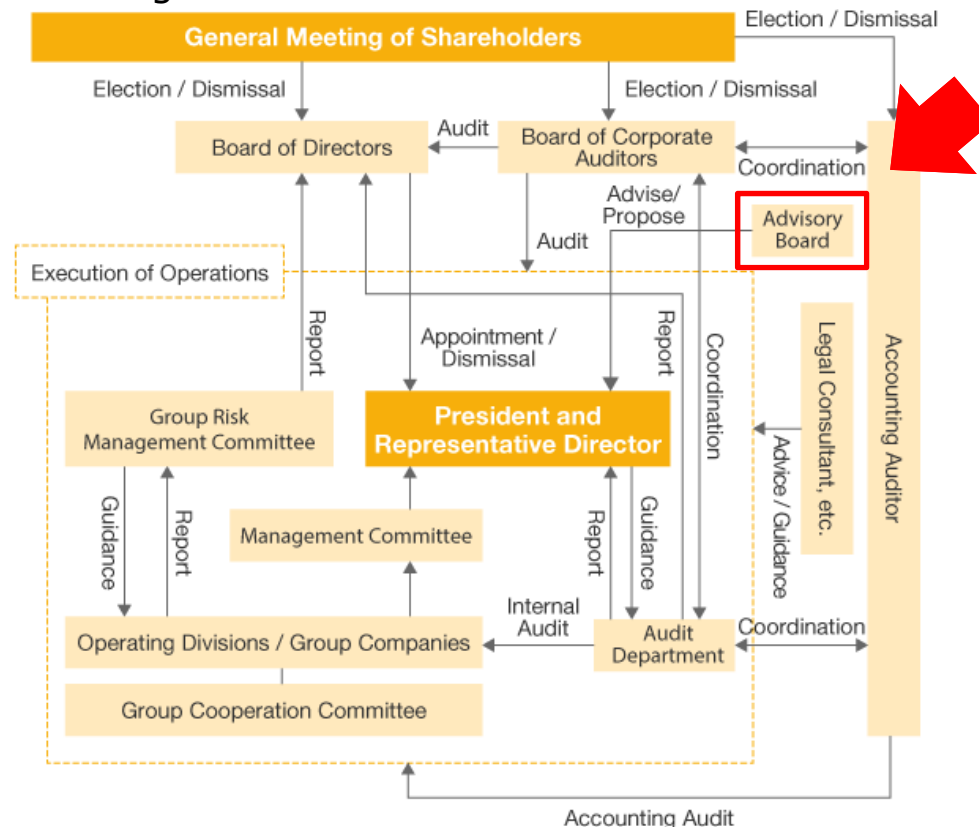 General Meeting of Shareholders
Election / Dismissal
Election / Dismissal
Election / Dismissal
Board of Directors
Audit
Board of Corporate
Auditors
Coordination
Advise/
Propose
Advisory
Board
Audit
Execution of Operations
Report
Appointment /
Dismissal
Report
Coordination
Legal Consultant, etc.
Accounting Auditor
Group Risk
Management Committee
President and
Representative Director
Advice / Guidance
Guidance
Report
Management Committee
Report
Guidance
Internal
Audit
Operating Divisions / Group Companies
Audit
Department
Coordination
Group Cooperation Committee
Accounting Audit